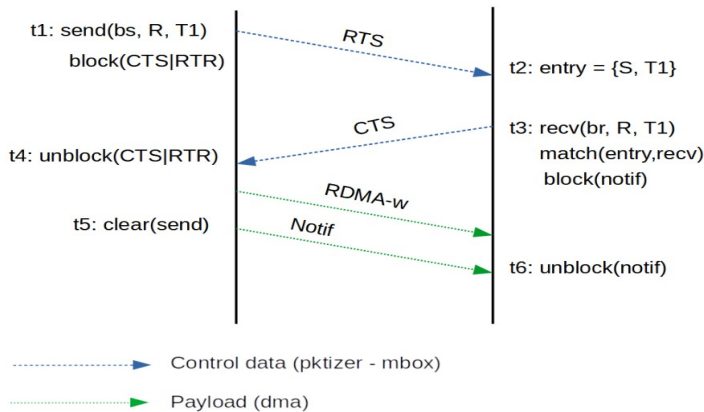 t1: send(bs, R, T1)
block(CTS|RTR)
RTS
t2: entry = {S, T1}
CTS
t3: recv(br, R, T1)
match(entry,recv)
block(notif)
t4: unblock(CTS|RTR)
RDMA-w
t5: clear(send)
Notif
t6: unblock(notif)
Control data (pktizer - mbox)
Payload (dma)